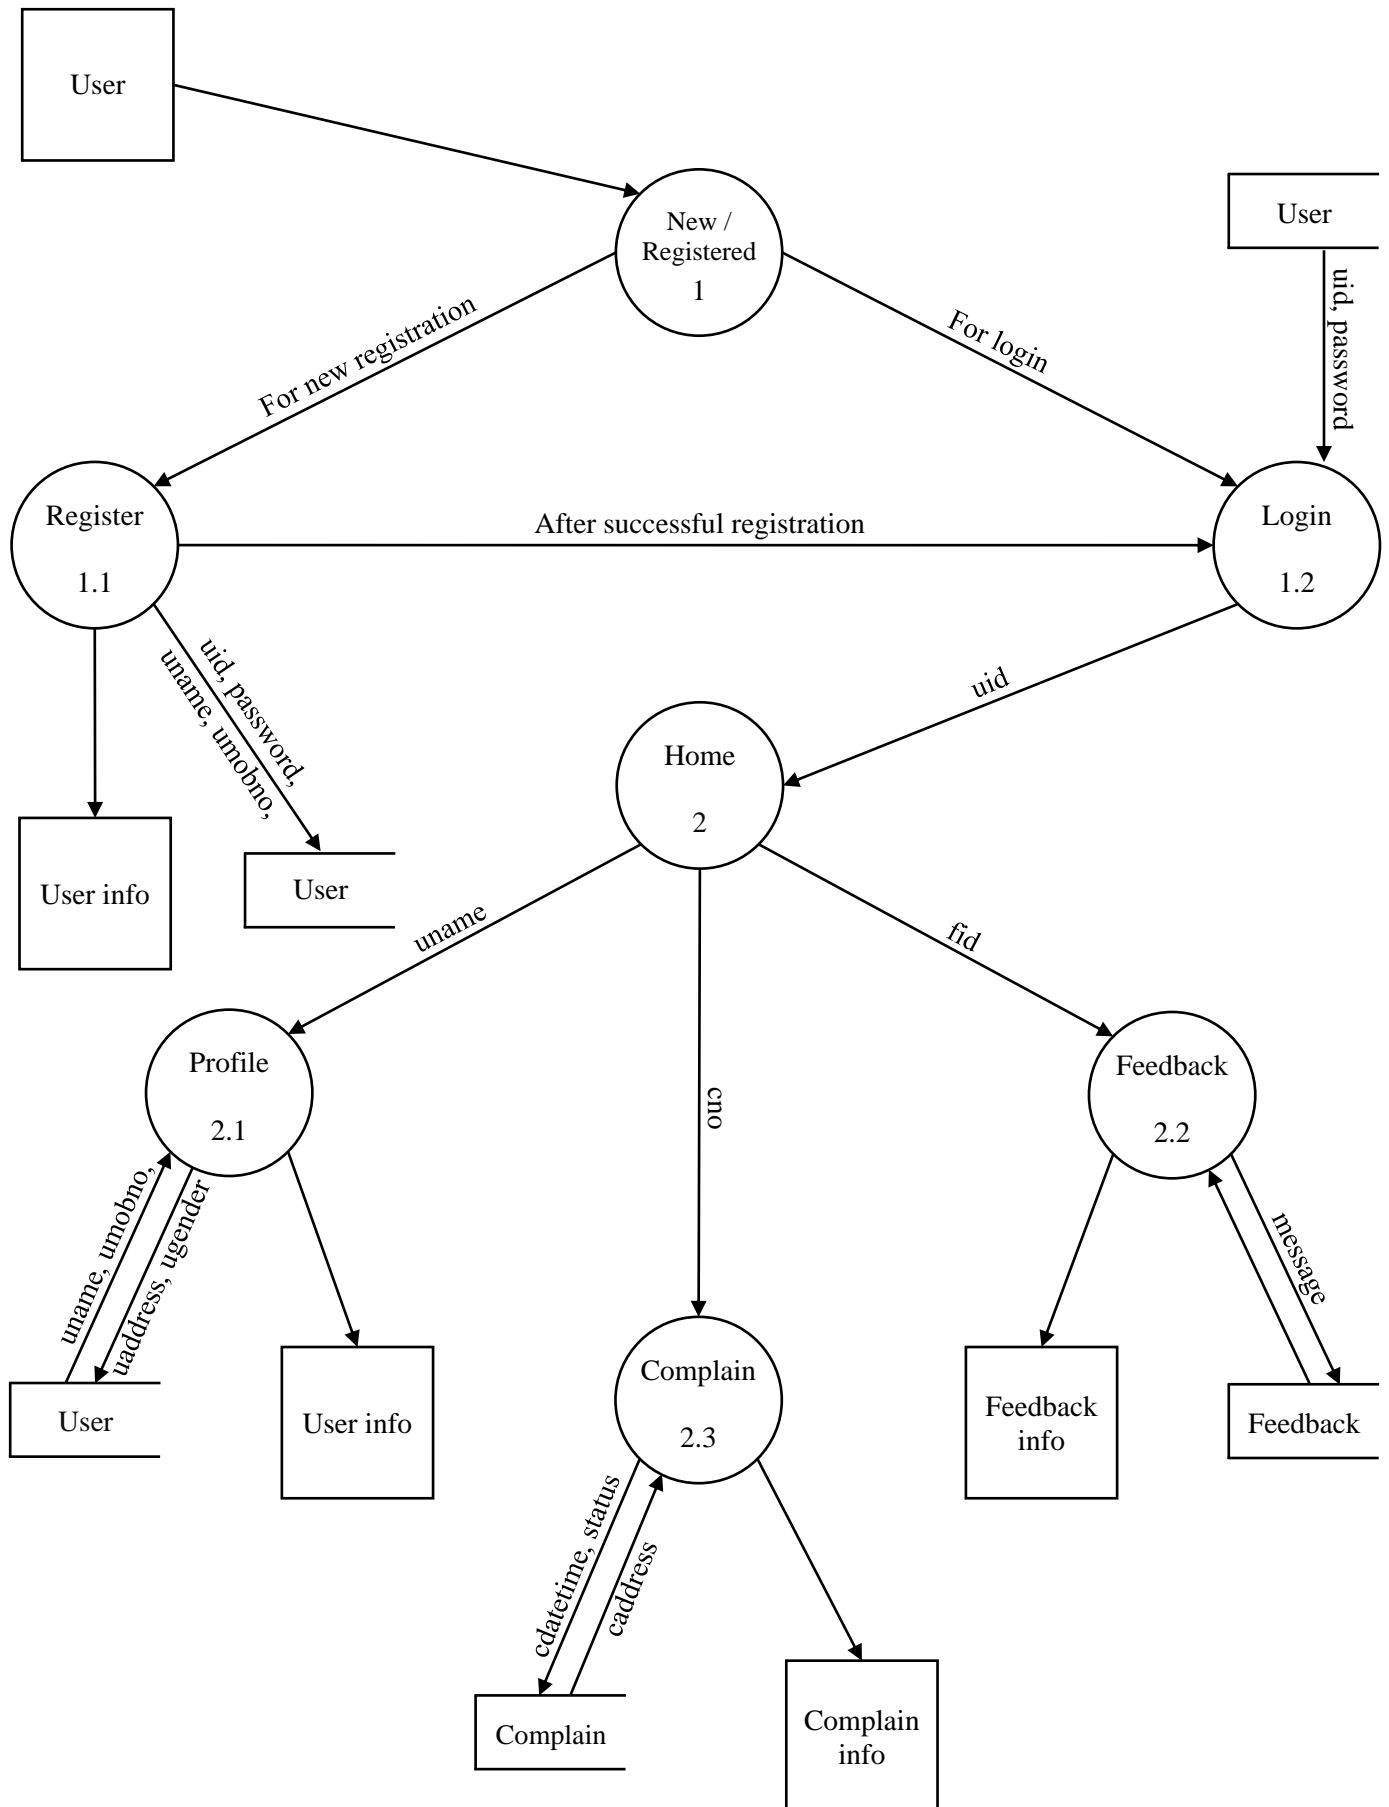 User
New /
Registered
1
User
uid, password
For new registration
For login
Register
1.1
After successful registration
Login
1.2
uid, password,
uname, umobno,
uid
Home
2
User info
User
uname
fid
cno
Profile
2.1
Feedback
2.2
uname, umobno,
uaddress, ugender
message
User
User info
Complain
2.3
Feedback
info
Feedback
cdatetime, status
caddress
Complain
Complain
info